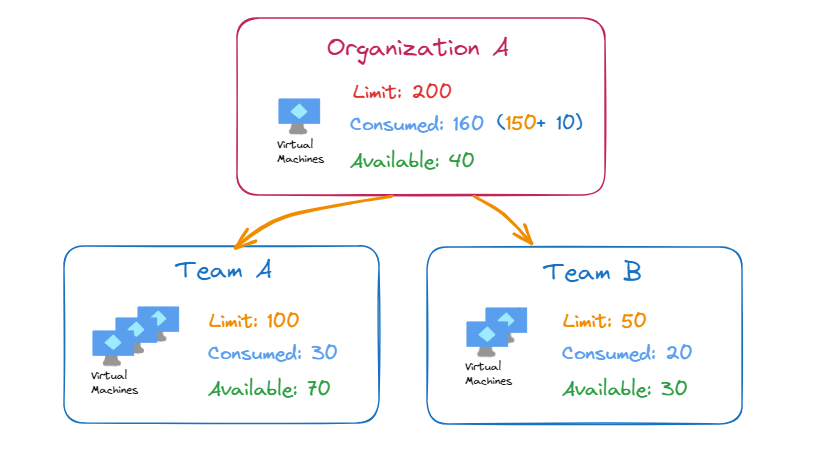 Organization A
Limit: 200
Consumed: 160 (150+ 10)
Virtual
Machines
Available: 40
Team A
Limit: 100
Consumed: 30
Virtual
Machines
Available: 70
Team B
Limit: 50
Consumed: 20
Virtual
Machines
Available: 30